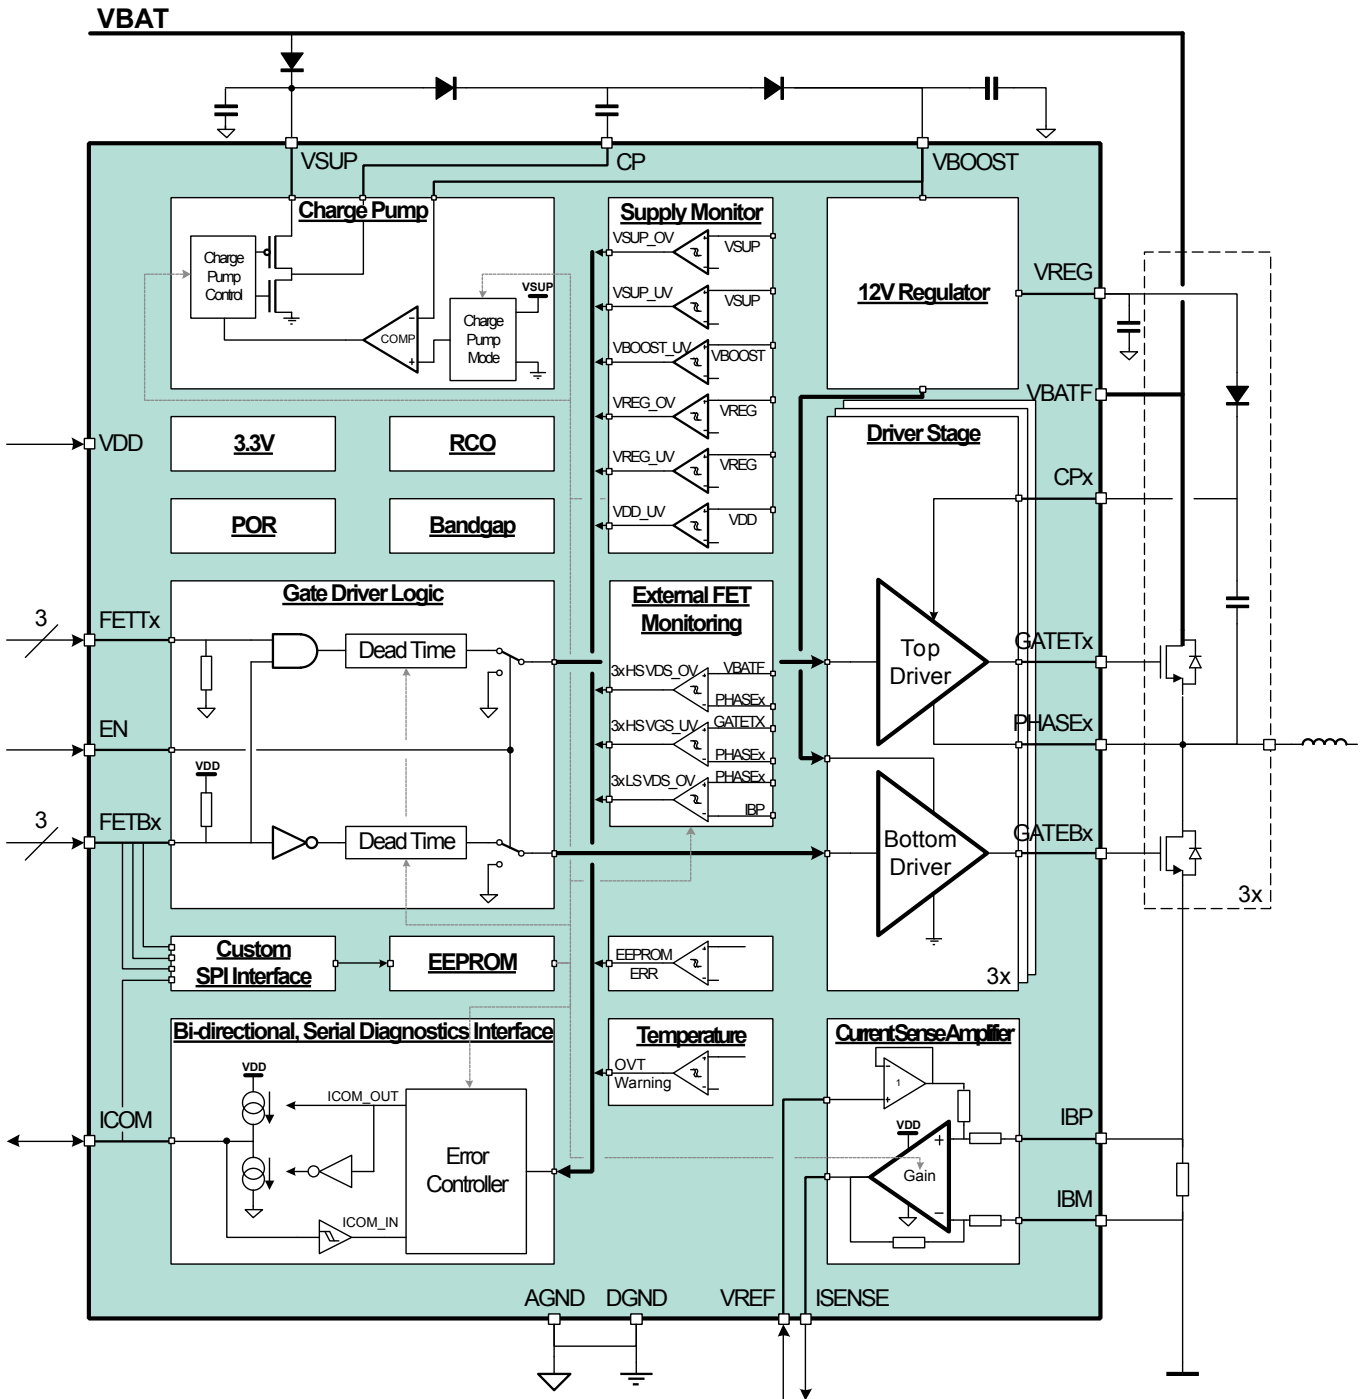 VBAT
VSUP
CP
VBOOST
Charge Pump
Charge
Pump
Control
COMP
VSUP
Charge
Pump
Mode
Supply Monitor
VSUP_OV
VSUP
VSUP_UV
VSUP
VBOOST_UV
VBOOST
VREG_OV
VREG
VREG_UV
VREG
VDD_UV
VDD
12V Regulator
VREG
VBATF
CPx
VDD
3.3V
RCO
POR
Bandgap
Driver Stage
Top
Driver
Bottom
Driver
3x
GATETx
PHASEx
GATEBx
3x
Gate Driver Logic
3
FETTx
Dead Time
EN
VDD
3
FETBx
Dead Time
External FET
Monitoring
3xHSVDS_OV
VBATF
PHASEx
3xHSVGS_UV
GATETX
PHASEx
3xLSVDS_OV
PHASEx
IBP
Custom
SPI Interface
EEPROM
EEPROM
ERR
Bi-directional, Serial Diagnostics Interface
VDD
ICOM_OUT
ICOM
ICOM_IN
Error
Controller
Temperature
OVT
Warning
Current Sense Amplifier
1
VDD
+
Gain
−
IBP
IBM
AGND
DGND
VREF
ISENSE